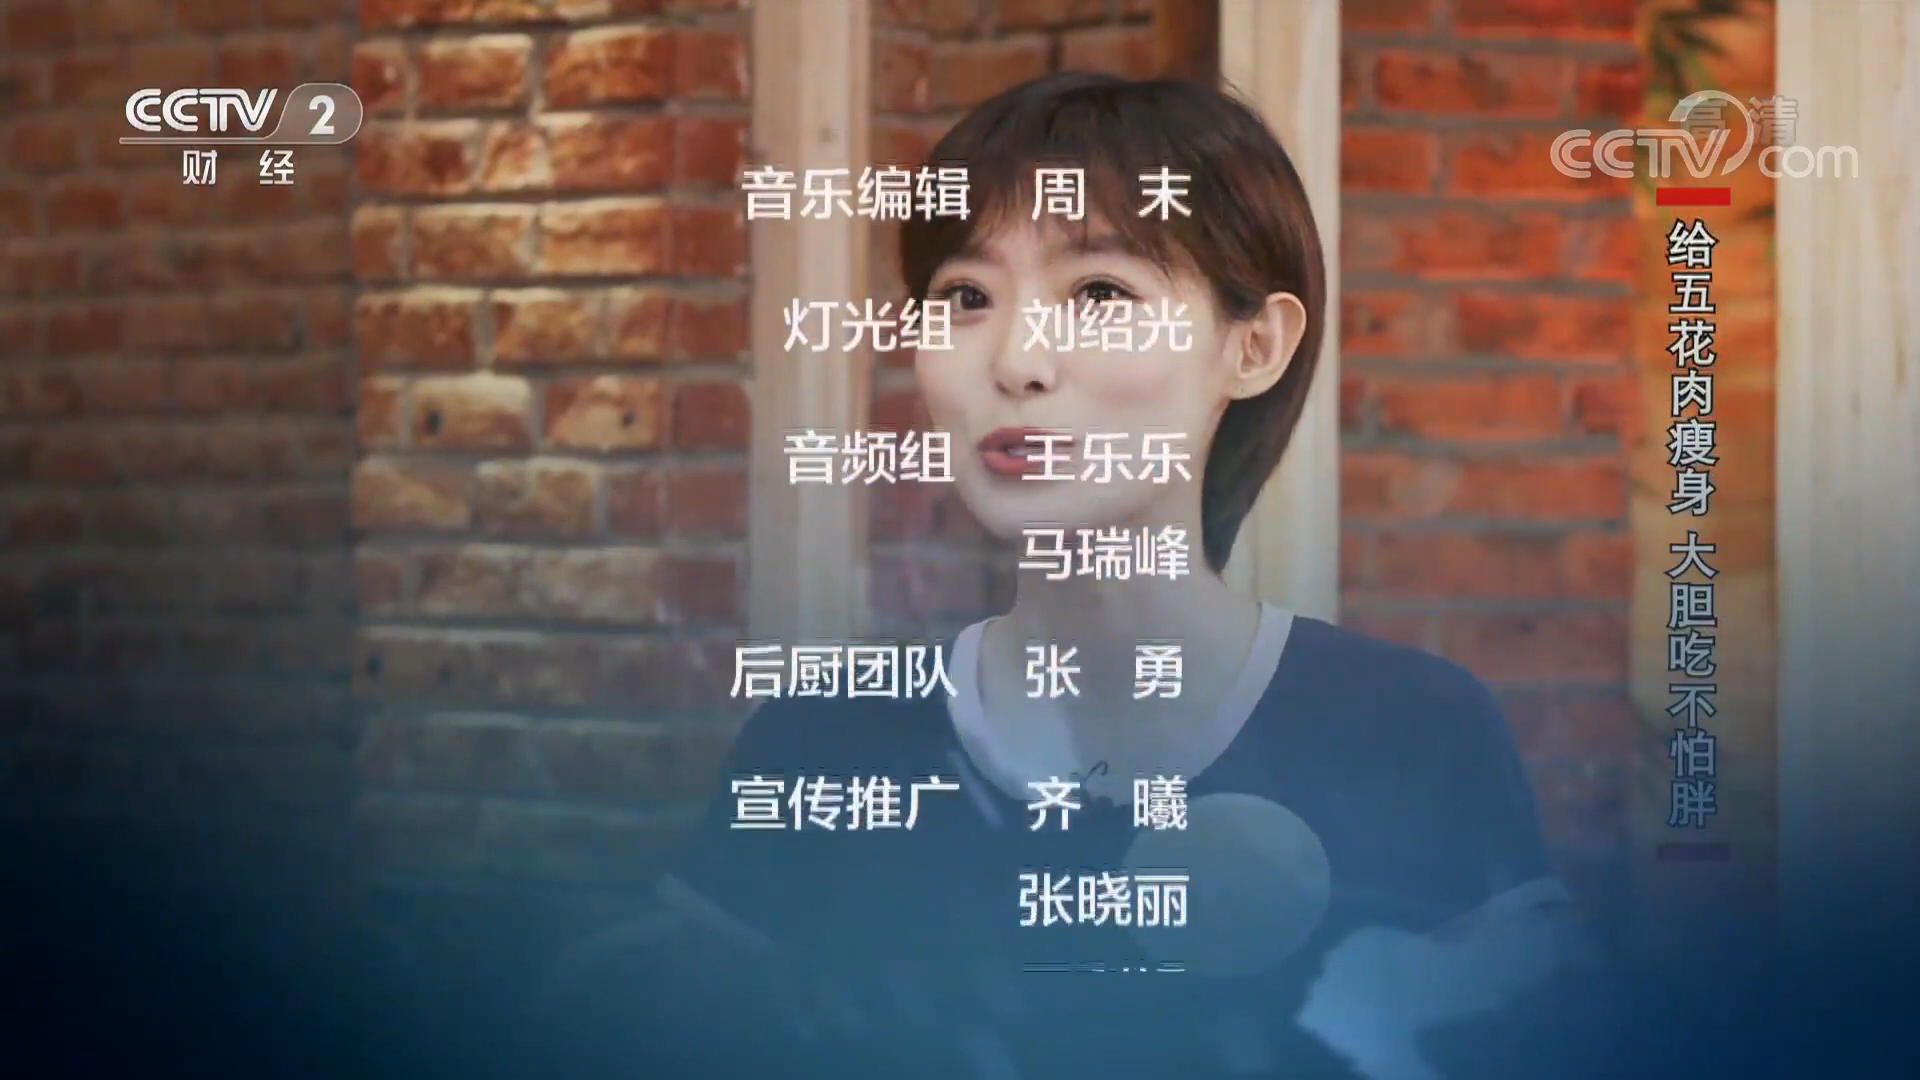 CCTV 2
财 经
高清
CCTV.com
音乐编辑 周 末
灯光组 刘绍光
音频组 王乐乐
马瑞峰
后厨团队 张 勇
宣传推广 齐 曦
张晓丽
给五花肉瘦身 大胆吃不怕胖